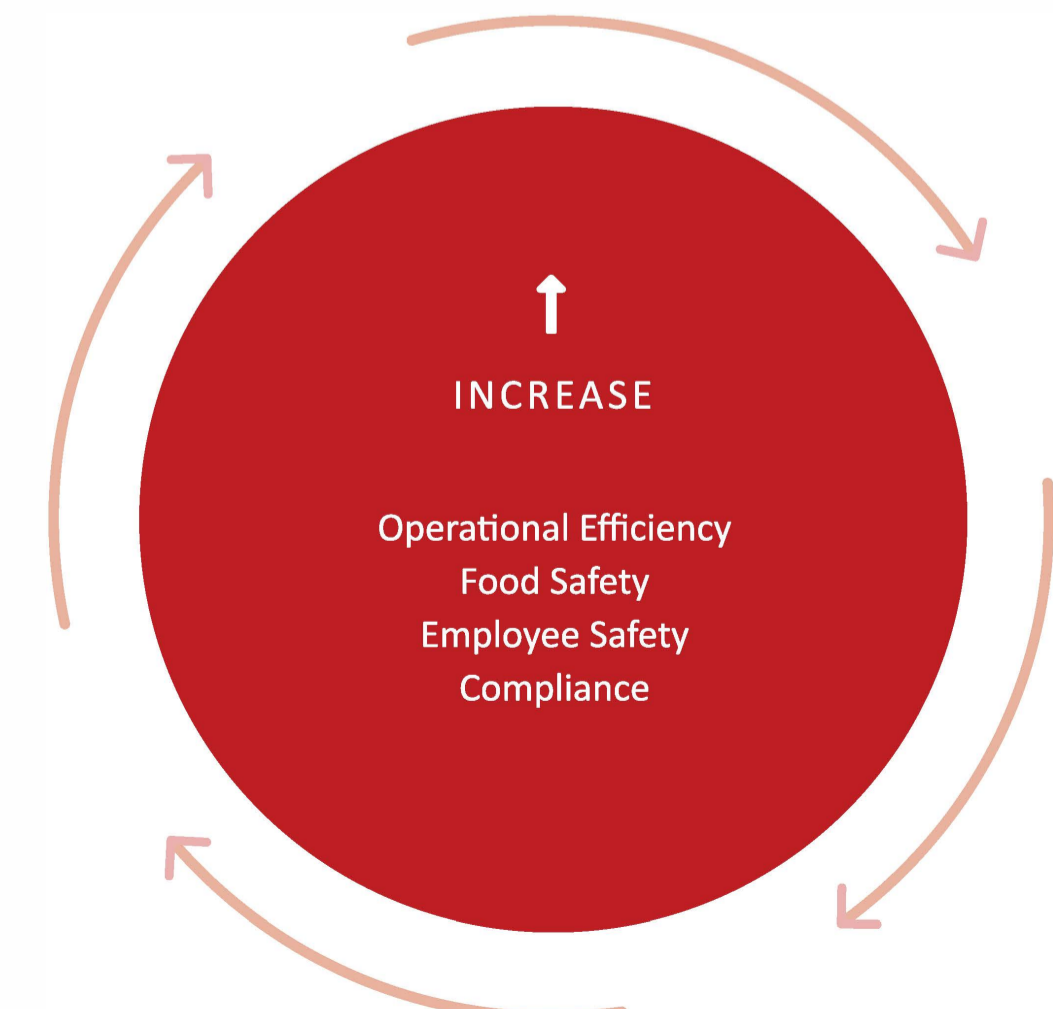 INCREASE
Operational Efficiency
Food Safety
Employee Safety
Compliance